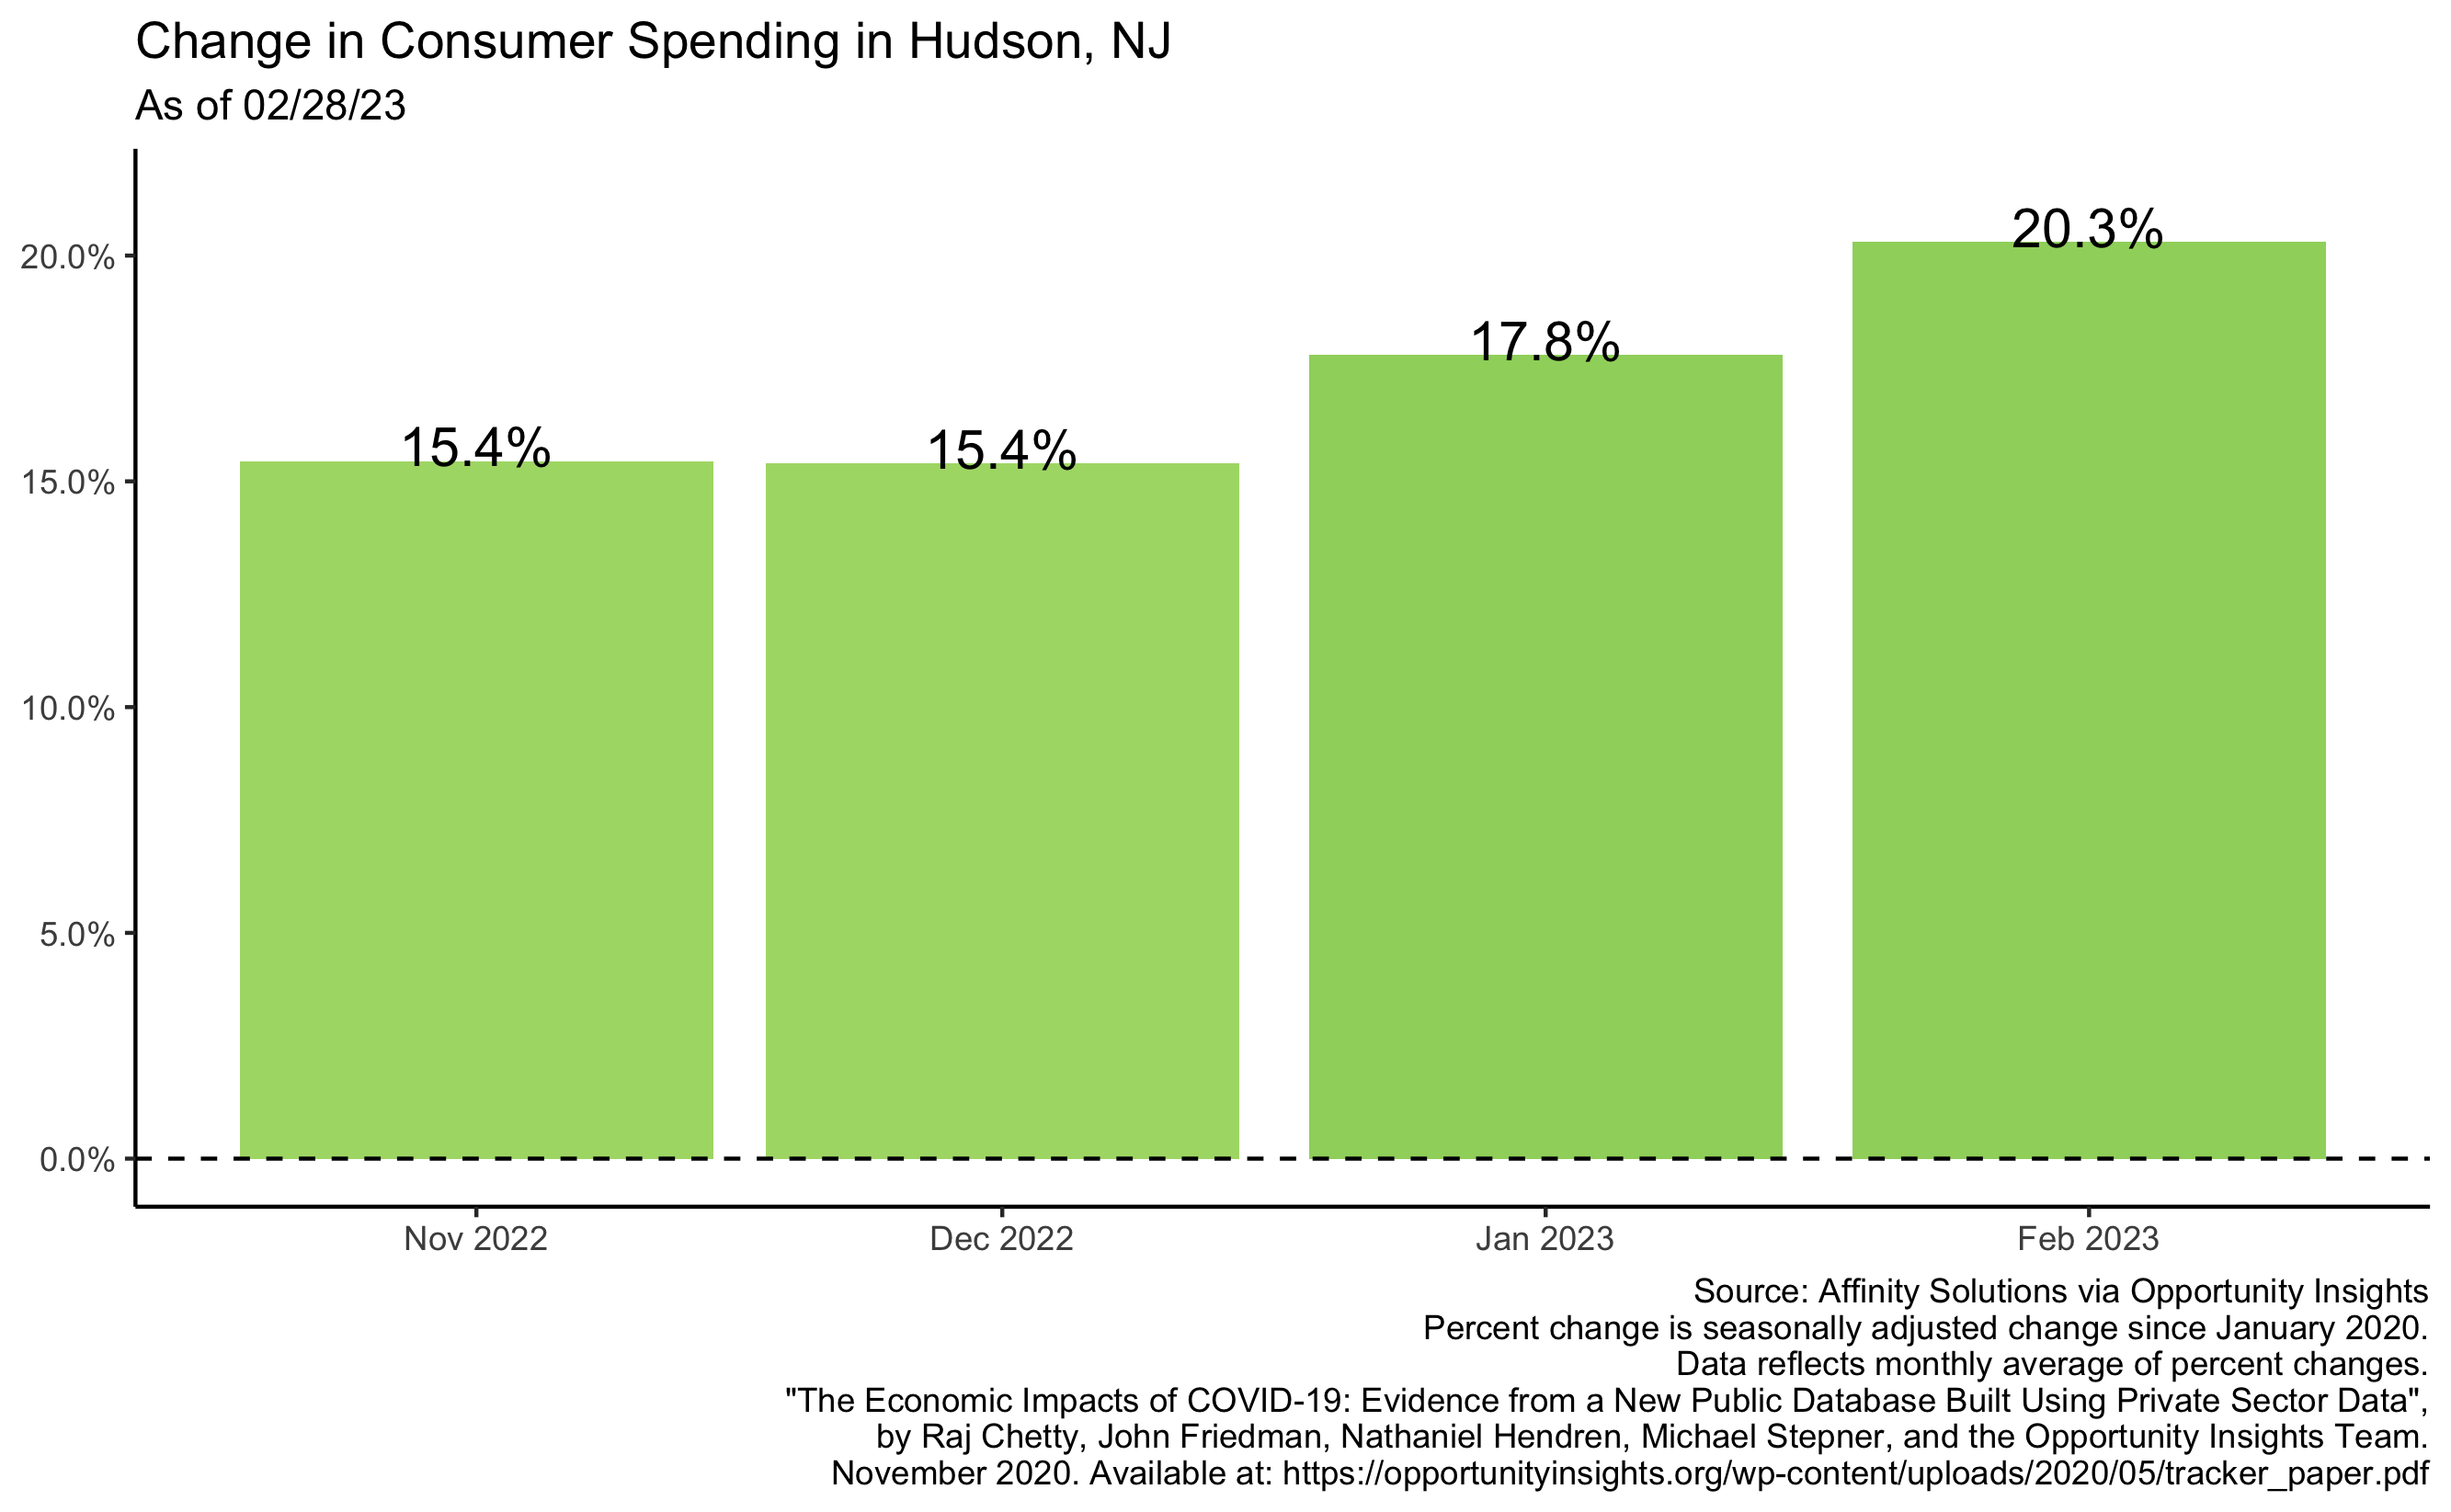 Change in Consumer Spending in Hudson, NJ
As of 02/28/23
20.0%
15.0%
10.0%
5.0%
0.0%
15.4%
15.4%
17.8%
20.3%
Nov 2022
Dec 2022
Jan 2023
Feb 2023
Source: Affinity Solutions via Opportunity Insights
Percent change is seasonally adjusted change since January 2020.
Data reflects monthly average of percent changes.
"The Economic Impacts of COVID-19: Evidence from a New Public Database Built Using Private Sector Data",
by Raj Chetty, John Friedman, Nathaniel Hendren, Michael Stepner, and the Opportunity Insights Team.
November 2020. Available at: https://opportunityinsights.org/wp-content/uploads/2020/05/tracker_paper.pdf